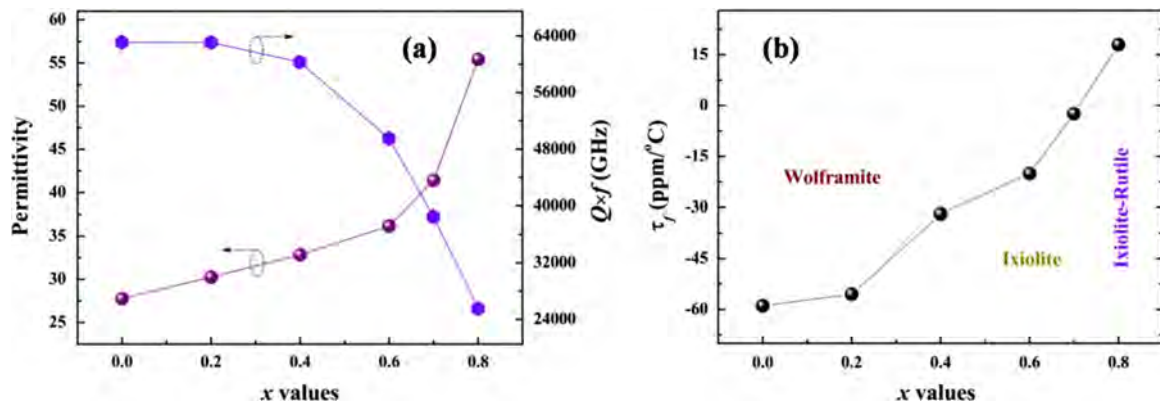 (a)
Permittivity
60
55
50
45
40
35
30
25
64000
56000
48000
40000
32000
24000
Q×f (GHz)
0.0 0.2 0.4 0.6 0.8
x values
(b)
τf (ppm/°C)
15
0
-15
-30
-45
-60
Wolframite
Ixiolite
Ixiolite-Rutile
0.0 0.2 0.4 0.6 0.8
x values